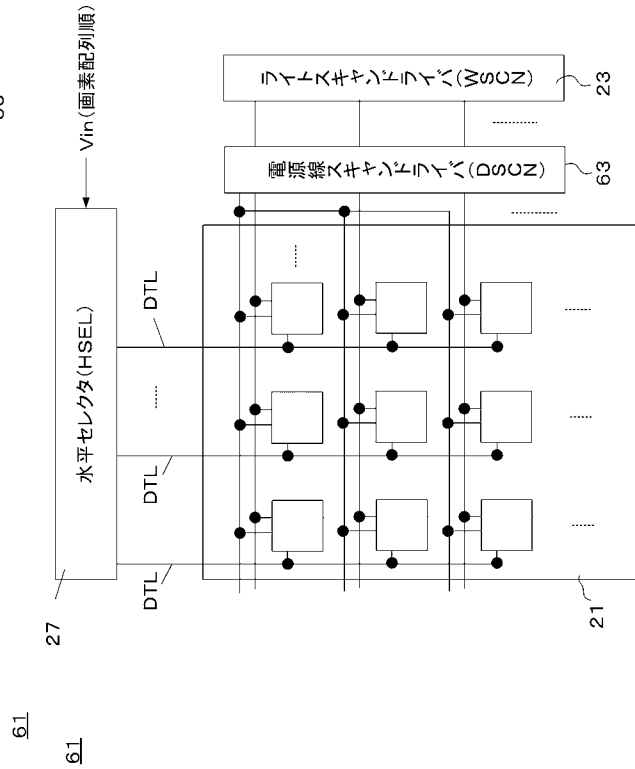 61
61
27
水平セレクタ(HSEL)
Vin(画素配列順)
DTL
DTL
DTL
21
電源線スキャンドライバ(DSCN)
63
ライトスキャンドライバ(WSCN)
23